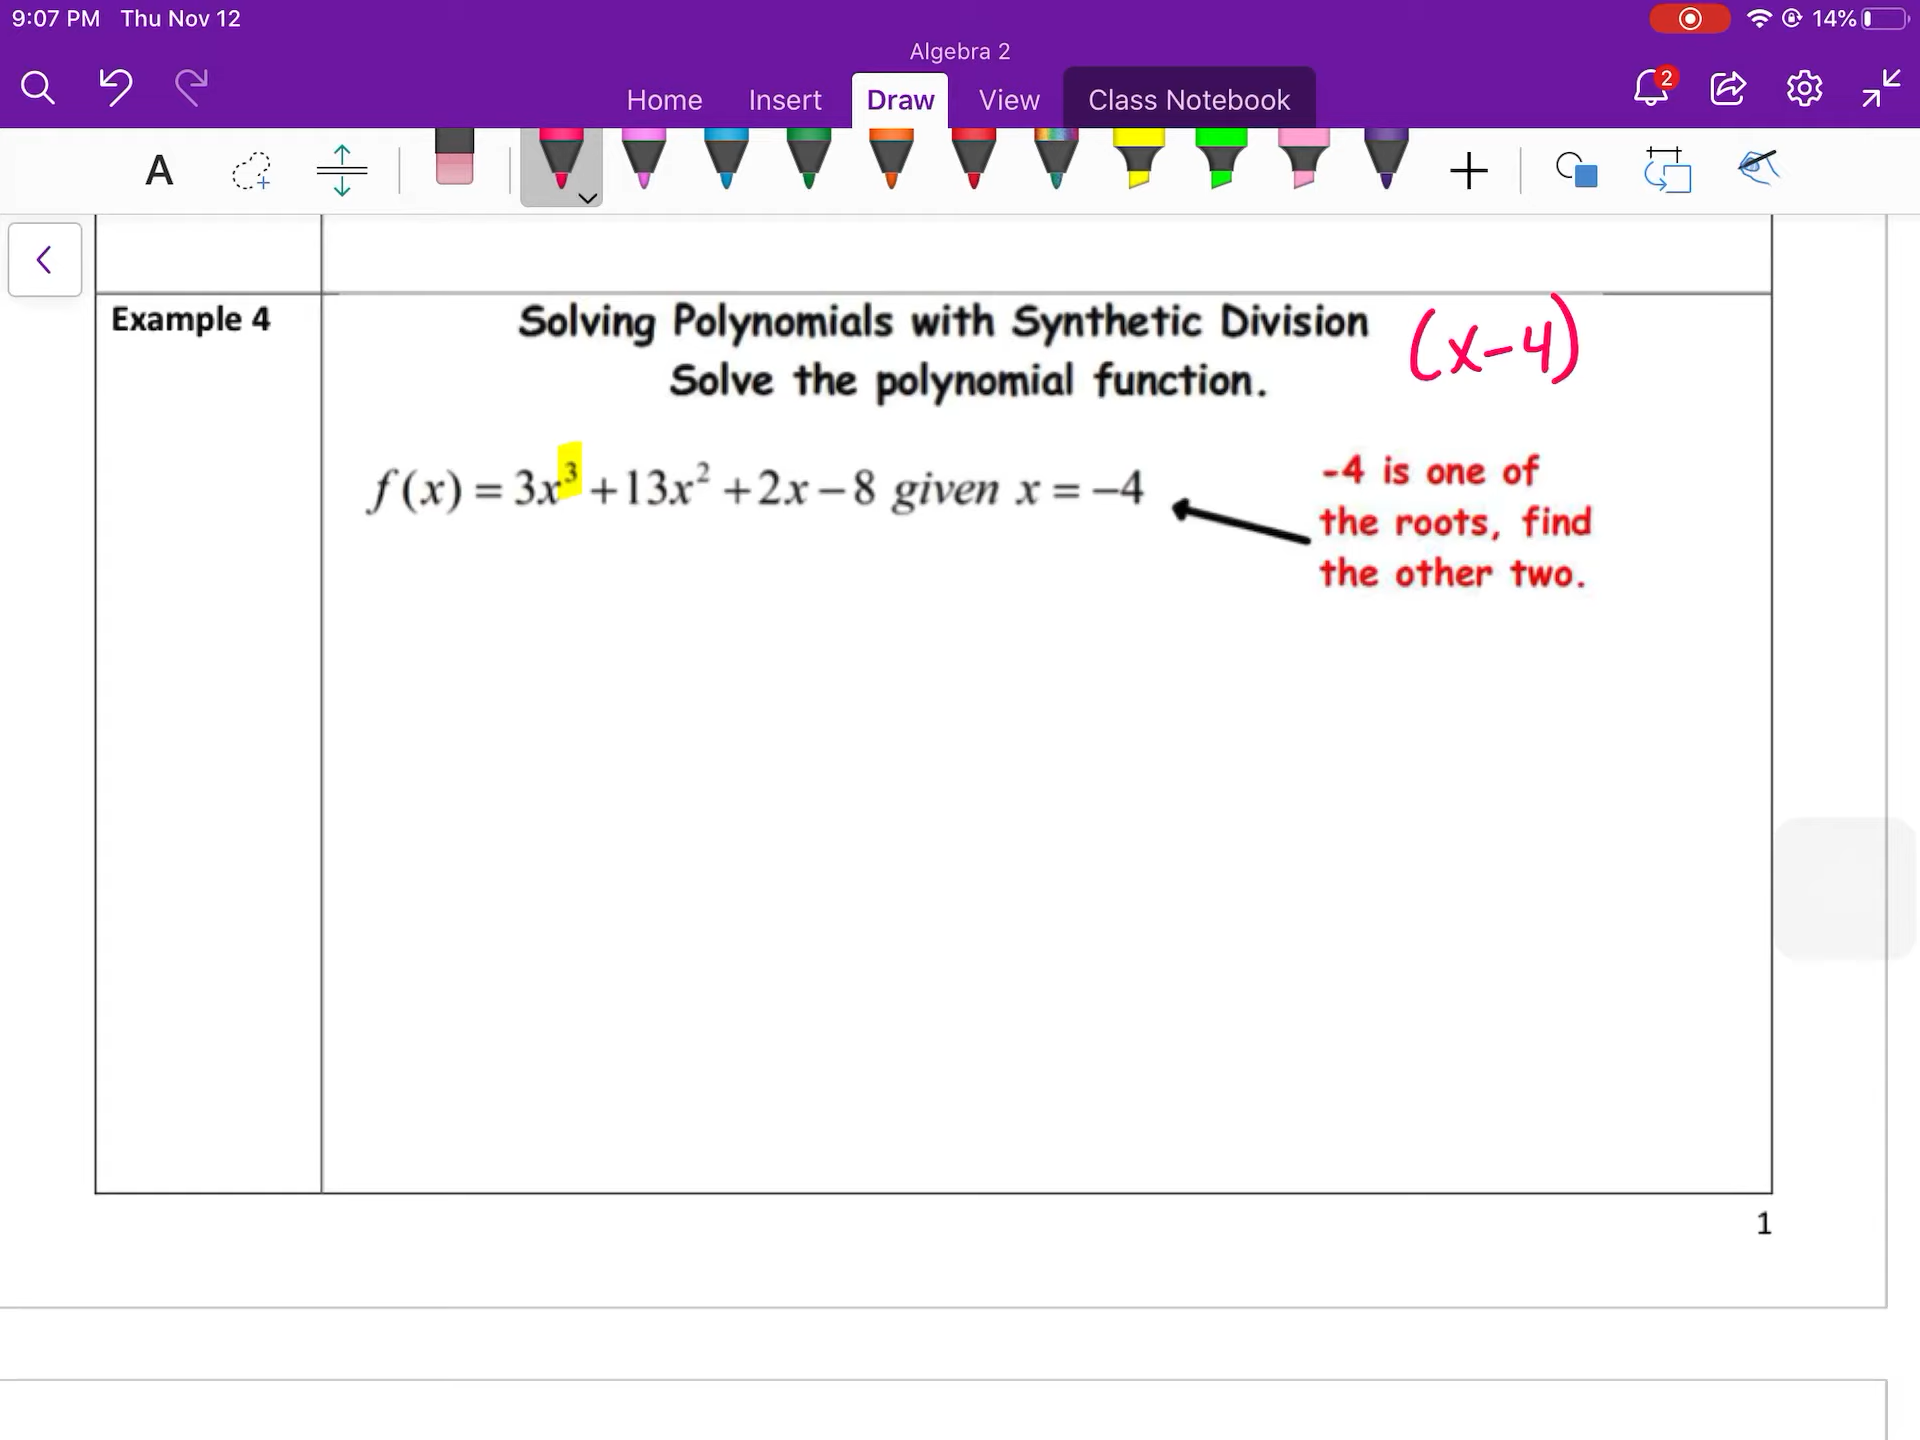 9:07 PM Thu Nov 12
14%
Algebra 2
2
Home Insert Draw View Class Notebook
A
Example 4
Solving Polynomials with Synthetic Division
(x-4)
Solve the polynomial function.
f(x) = 3x³ +13x² +2x−8 given x = −4
-4 is one of
the roots, find
the other two.
1